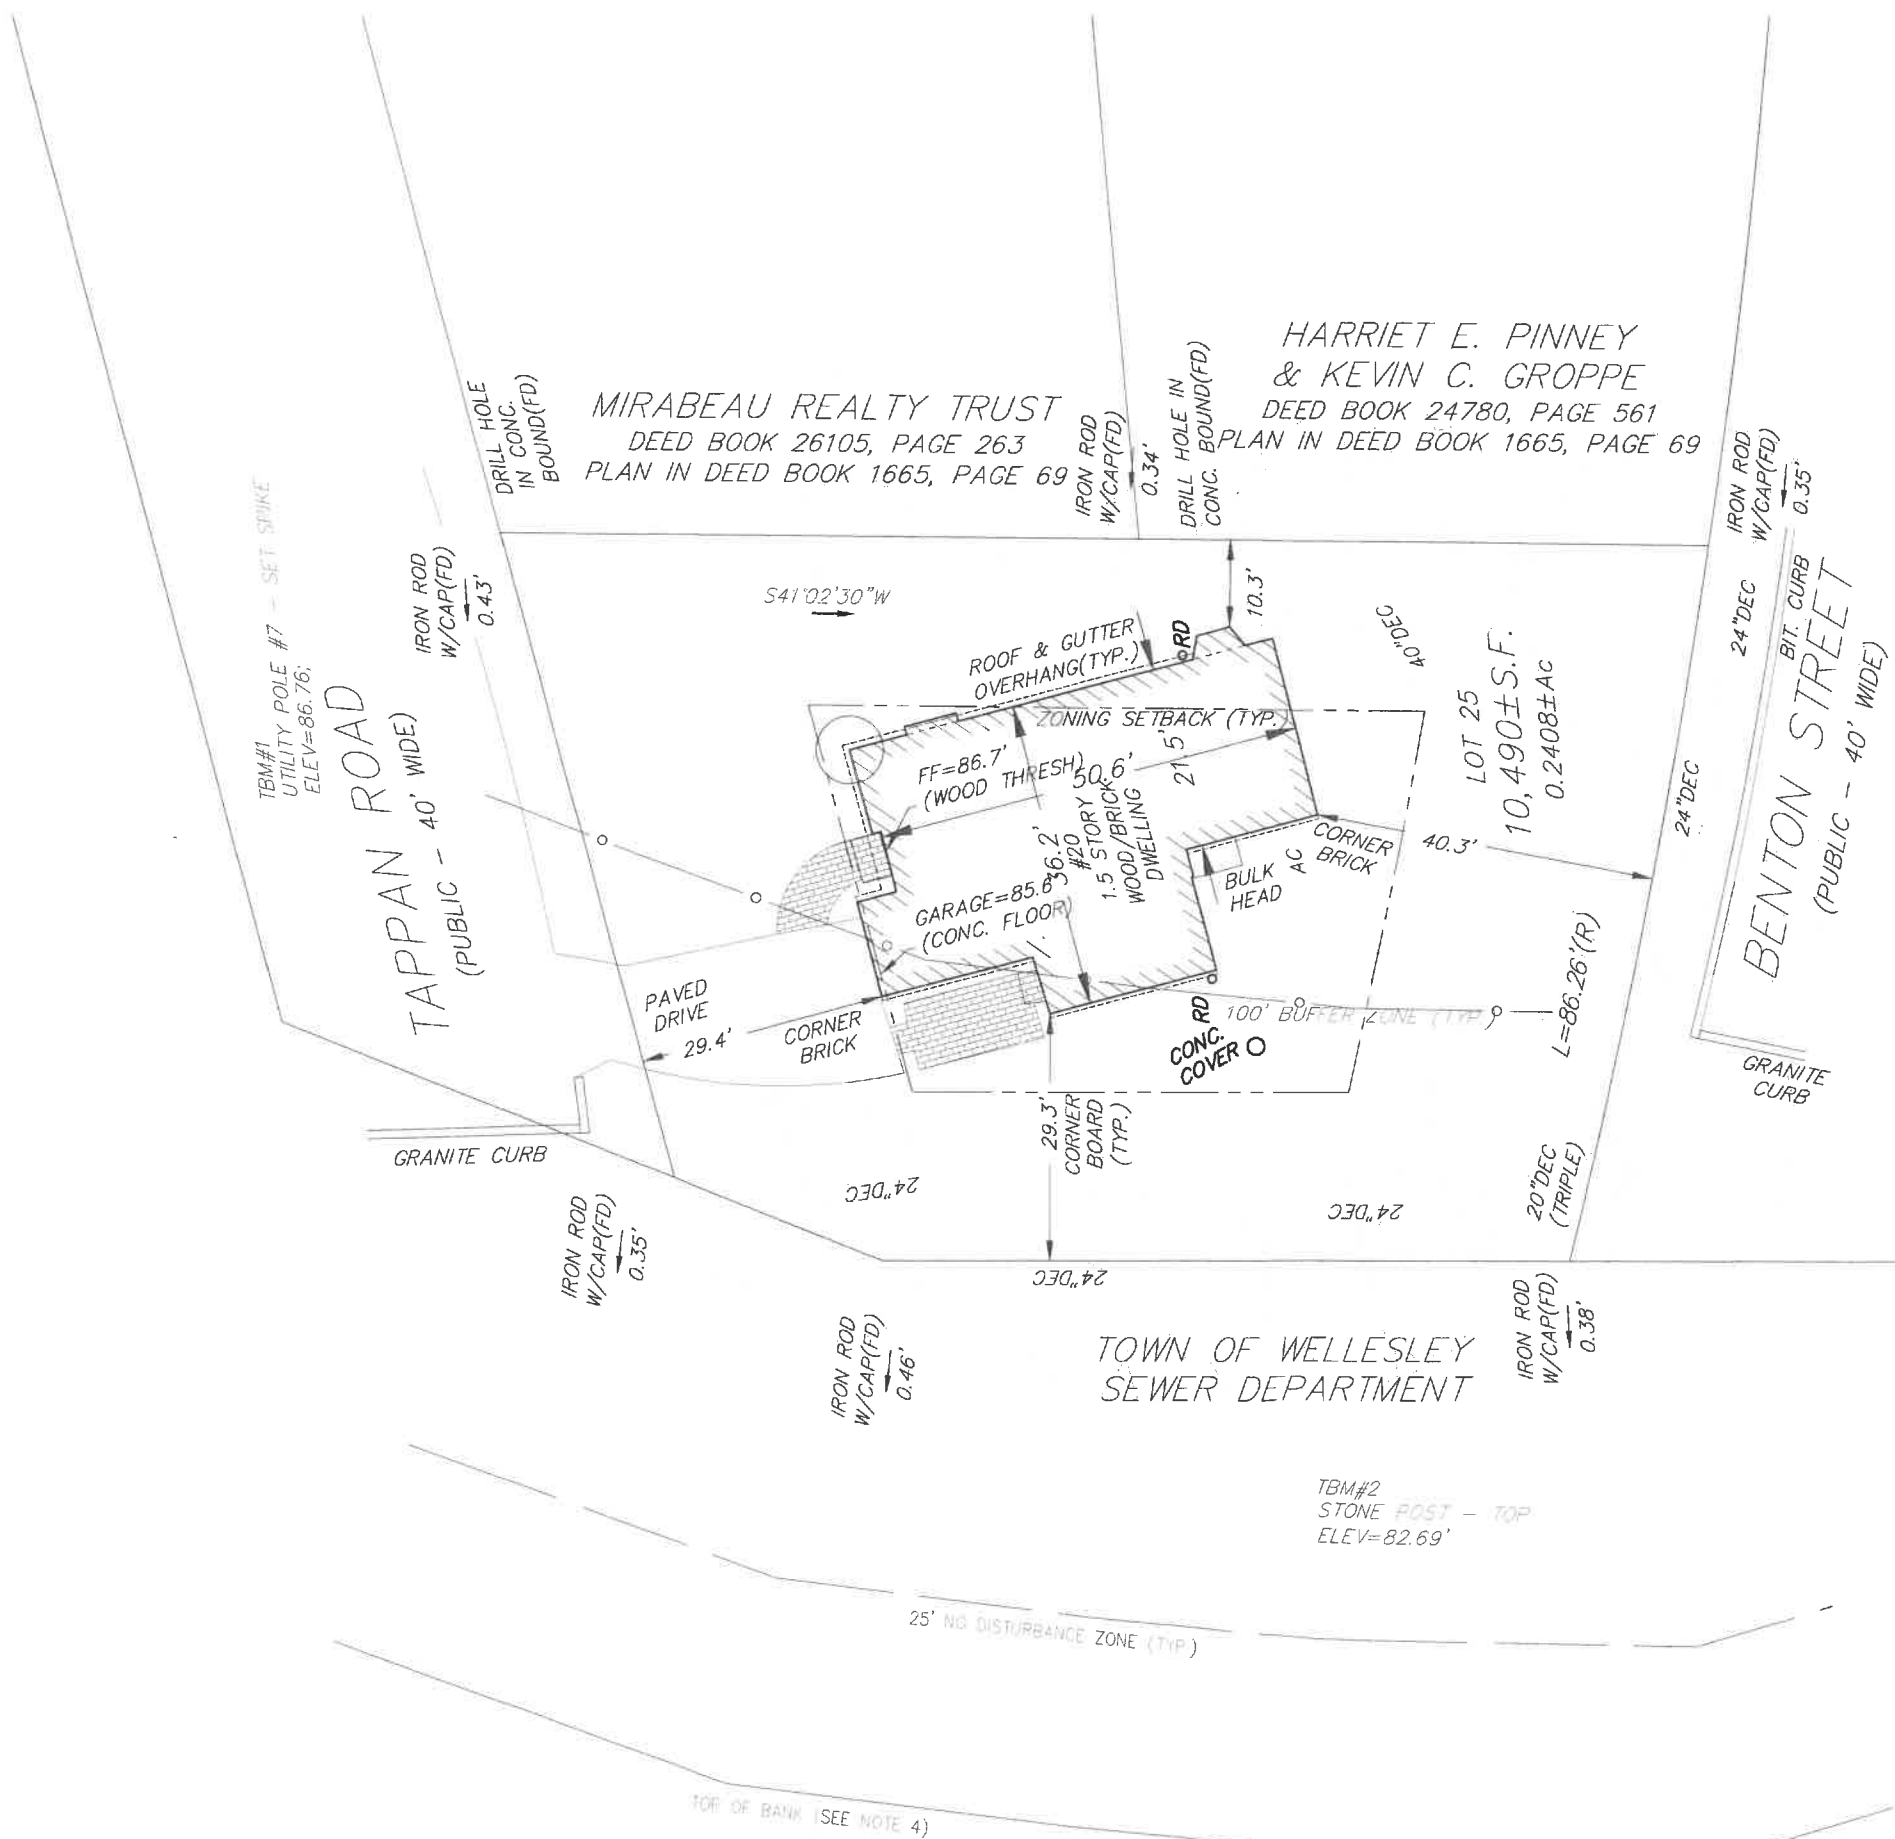 HARRIET E. PINNEY
& KEVIN C. GROPPE
DEED BOOK 24780, PAGE 561
PLAN IN DEED BOOK 1665, PAGE 69
MIRABEAU REALTY TRUST
DEED BOOK 26105, PAGE 263
PLAN IN DEED BOOK 1665, PAGE 69
DRILL HOLE
IN CONC.
BOUND(FD)
IRON ROD
W/CAP(FD)
0.34'
DRILL HOLE IN
CONC. BOUND(FD)
IRON ROD
W/CAP(FD)
0.35'
TBM#1
UTILITY POLE #7 - SET SPIKE
ELEV=86.76;
IRON ROD
W/CAP(FD)
0.43'
TAPPAN ROAD
(PUBLIC - 40' WIDE)
S41°02'30"W
10.3'
ROOF & GUTTER
OVERHANG(TYP.)
RD
40"DEC
24"DEC
BIT. CURB
BENTON STREET
(PUBLIC - 40' WIDE)
LOT 25
10,490±S.F.
0.2408±AC
24"DEC
ZONING SETBACK (TYP.)
FF=86.7'
(WOOD THRESH)
50.6'
21.5'
36.2'
#20
1.5 STORY
WOOD/BRICK
DWELLING
GARAGE=85.6'
(CONC. FLOOR)
BULK
HEAD
AC
CORNER
BRICK
40.3'
PAVED
DRIVE
29.4'
CORNER
BRICK
RD
100' BUFFER ZONE (TYP.)
CONC.
COVER
L=86.26'(R)
GRANITE
CURB
29.3'
CORNER
BOARD
(TYP.)
GRANITE CURB
24"DEC
24"DEC
20"DEC
(TRIPLE)
24"DEC
IRON ROD
W/CAP(FD)
0.35'
IRON ROD
W/CAP(FD)
0.46'
IRON ROD
W/CAP(FD)
0.38'
TOWN OF WELLESLEY
SEWER DEPARTMENT
TBM#2
STONE POST - TOP
ELEV=82.69'
25' NO DISTURBANCE ZONE (TYP.)
TOP OF BANK (SEE NOTE 4)